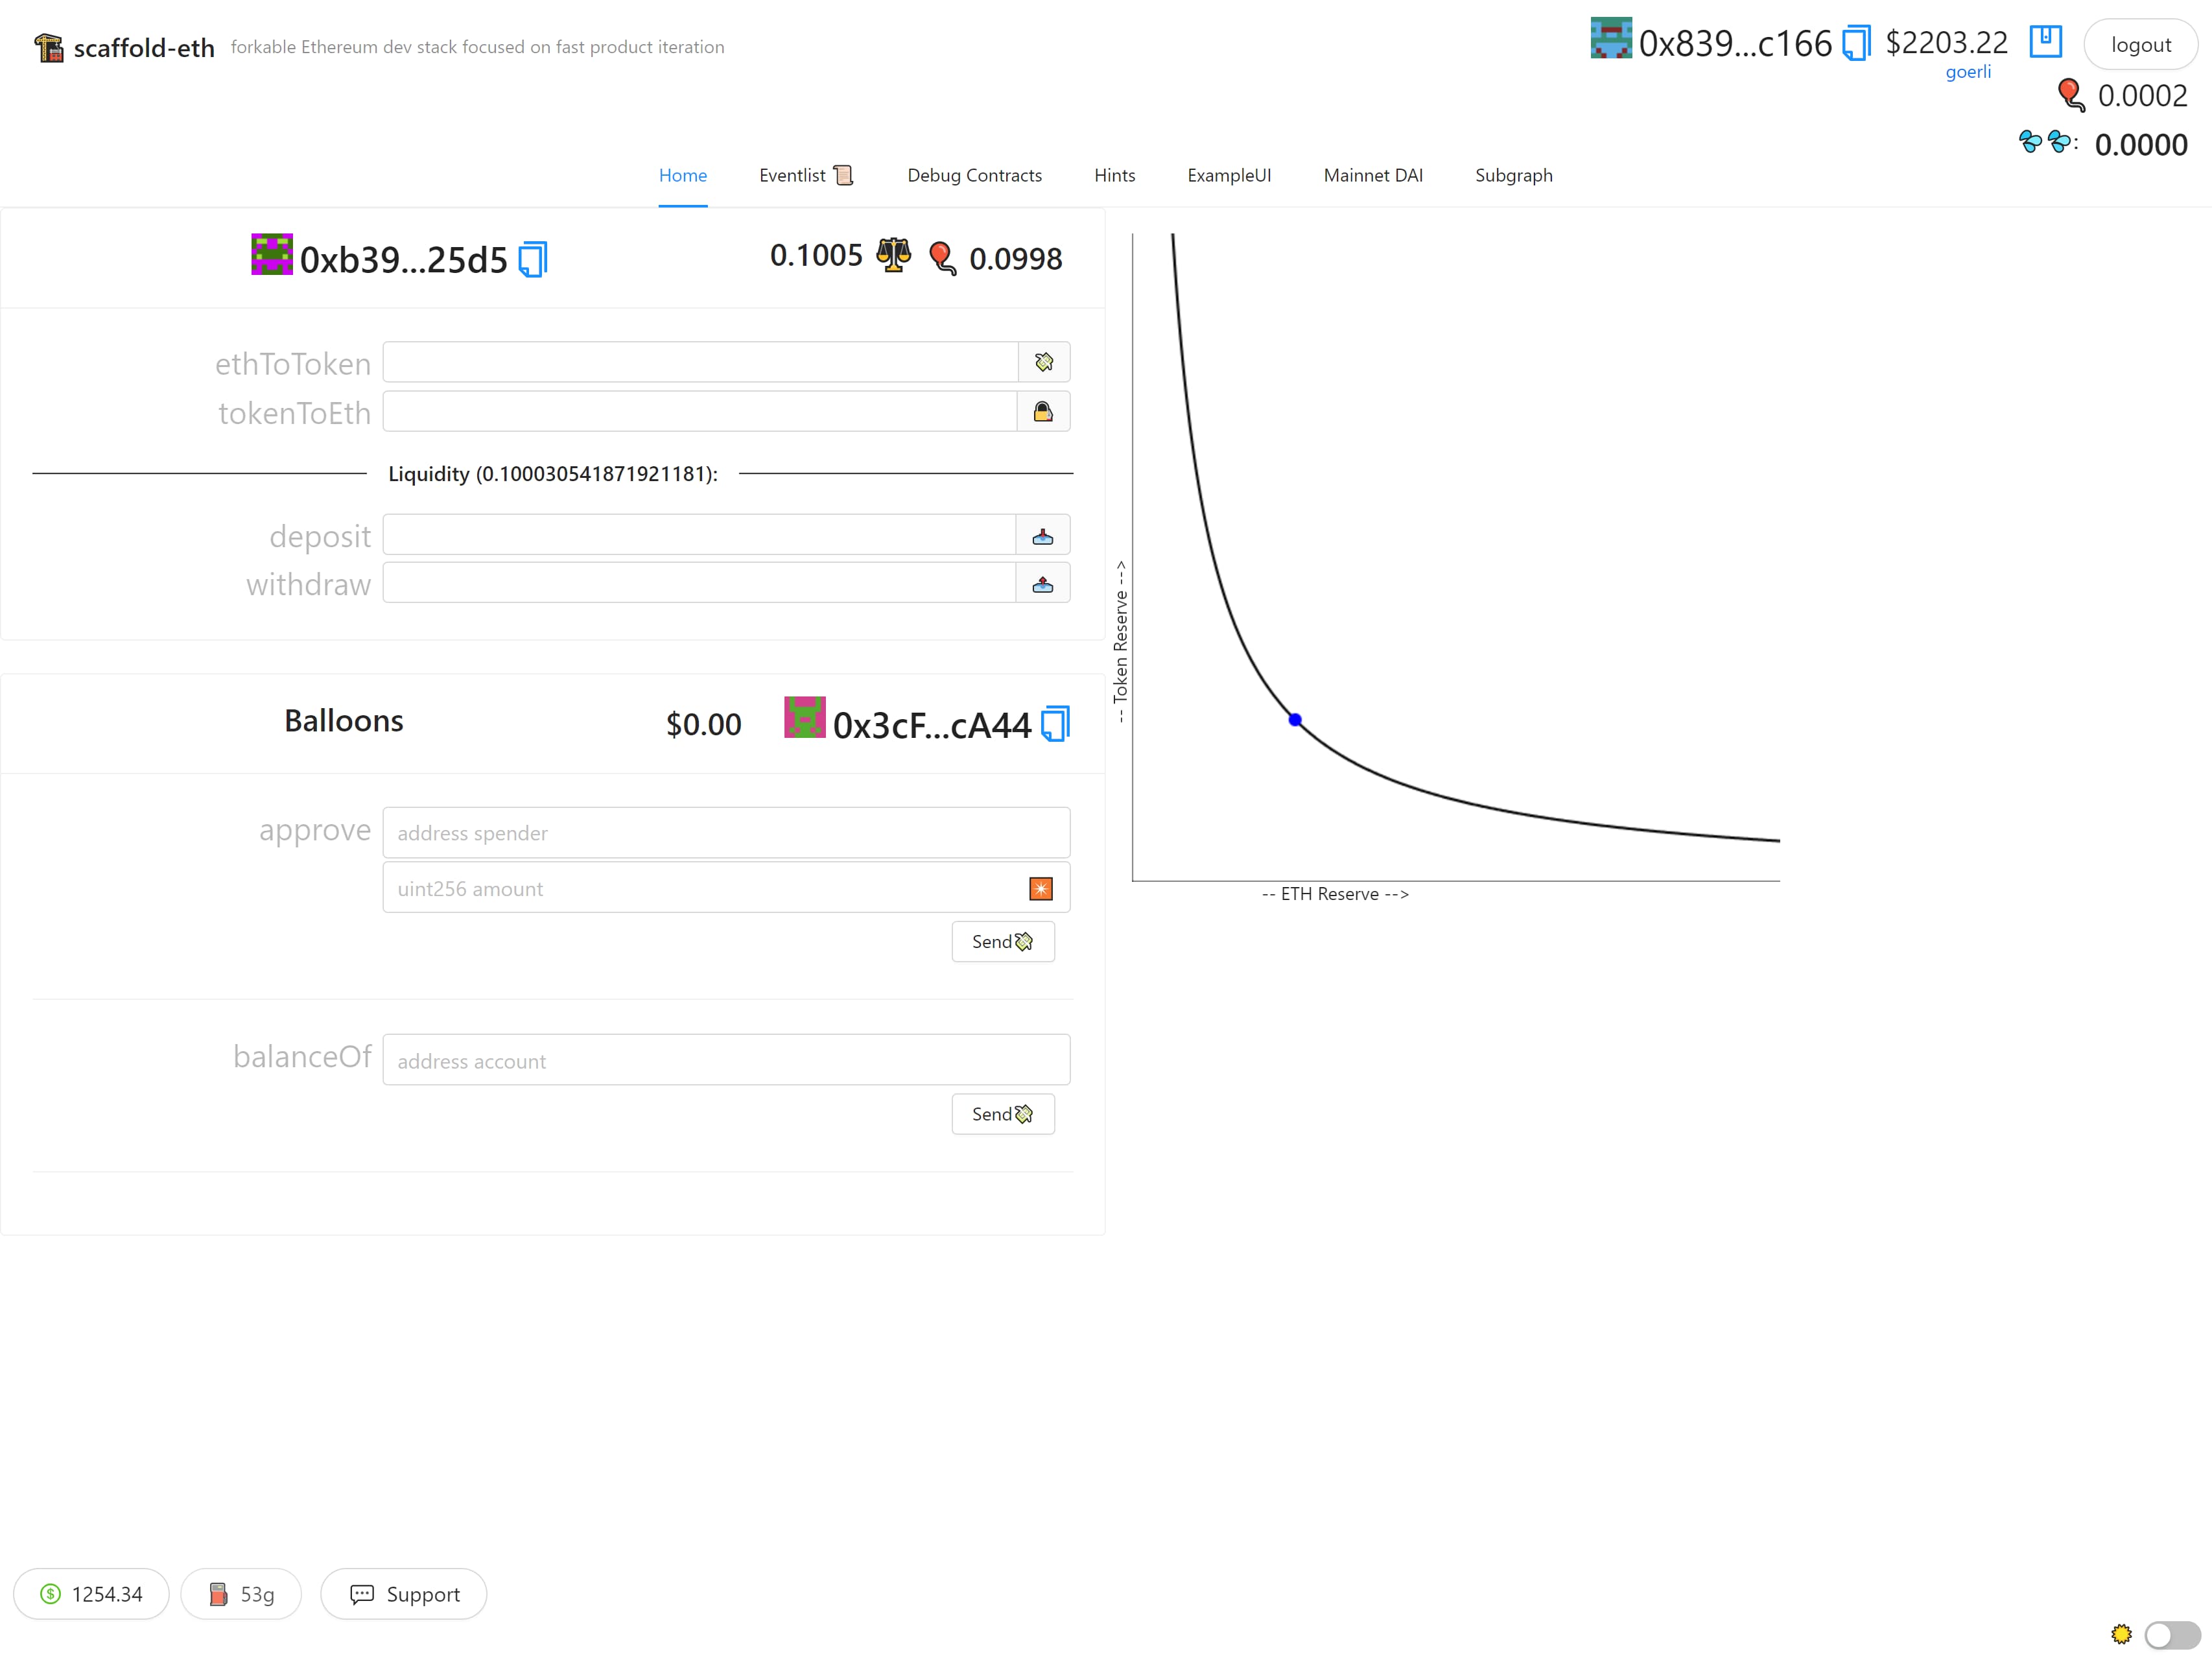 scaffold-eth forkable Ethereum dev stack focused on fast product iteration
0x839...c166 $2203.22 logout
goerli
0.0002
: 0.0000
Home Eventlist Debug Contracts Hints ExampleUI Mainnet DAI Subgraph
0xb39...25d5 0.1005 0.0998
ethToToken
tokenToEth
Liquidity (0.100030541871921181):
deposit
withdraw
-- Token Reserve -->
-- ETH Reserve -->
Balloons $0.00 0x3cF...cA44
approve address spender
uint256 amount
Send
balanceOf address account
Send
1254.34 53g Support